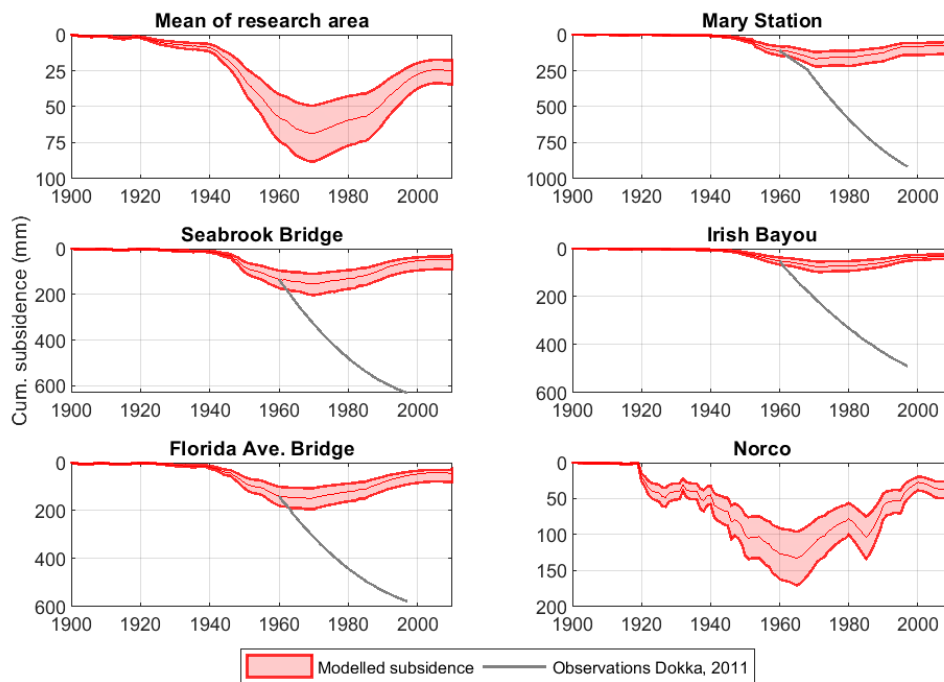 Mean of research area
0
25
50
75
100
1900 1920 1940 1960 1980 2000
Mary Station
0
250
500
750
1000
1900 1920 1940 1960 1980 2000
Cum. subsidence (mm)
Seabrook Bridge
0
200
400
600
1900 1920 1940 1960 1980 2000
Irish Bayou
0
200
400
600
1900 1920 1940 1960 1980 2000
Florida Ave. Bridge
0
200
400
600
1900 1920 1940 1960 1980 2000
Norco
0
50
100
150
200
1900 1920 1940 1960 1980 2000
Modelled subsidence Observations Dokka, 2011